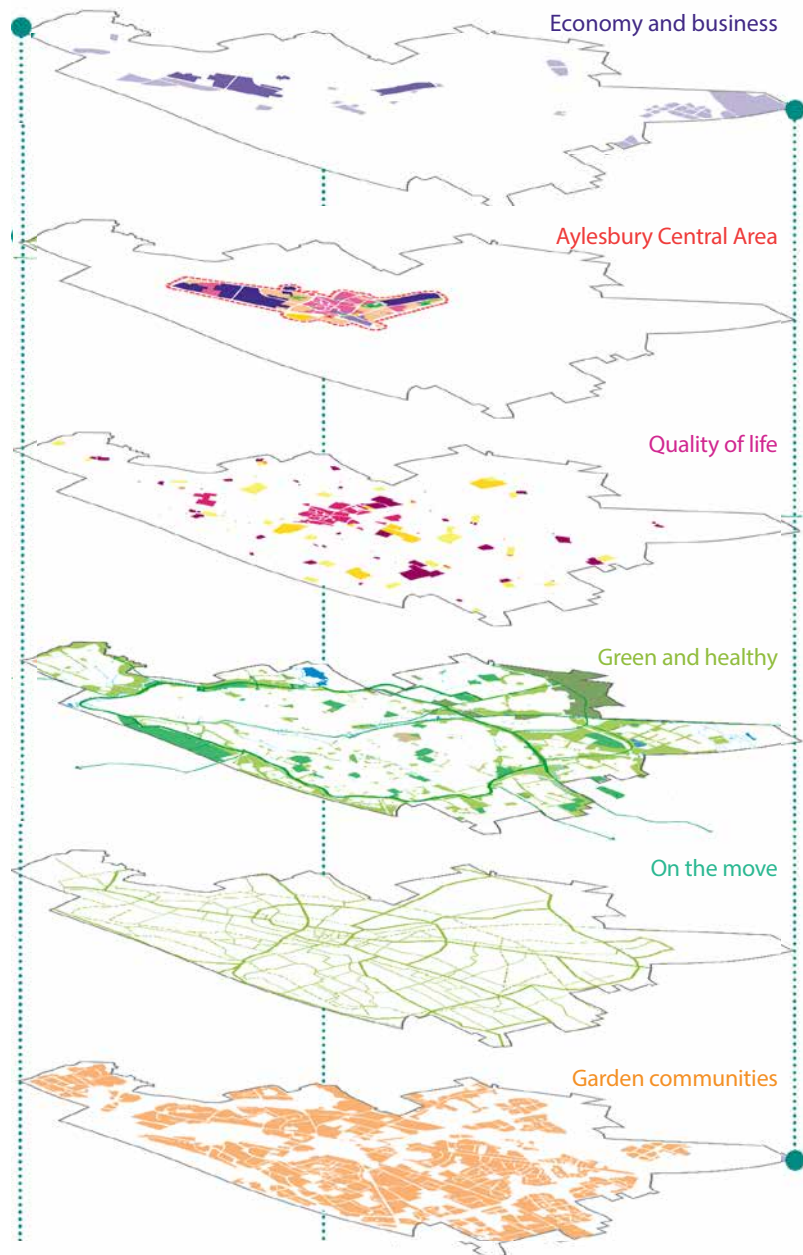 Economy and business
Aylesbury Central Area
Quality of life
Green and healthy
On the move
Garden communities